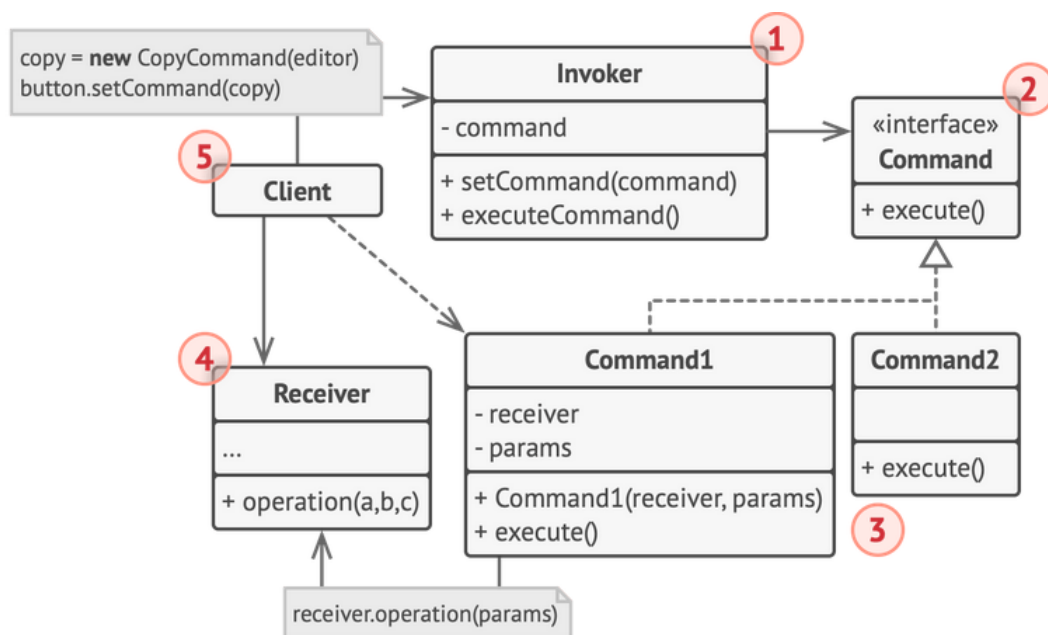 copy = new CopyCommand(editor)
button.setCommand(copy)
1
Invoker
- command
+ setCommand(command)
+ executeCommand()
2
«interface»
Command
+ execute()
5
Client
4
Receiver
...
+ operation(a,b,c)
Command1
- receiver
- params
+ Command1(receiver, params)
+ execute()
Command2
+ execute()
3
receiver.operation(params)